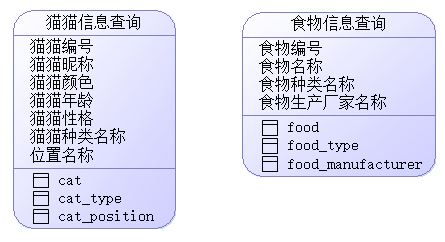 猫猫信息查询
猫猫编号
猫猫昵称
猫猫颜色
猫猫年龄
猫猫性格
猫猫种类名称
位置名称
cat
cat_type
cat_position
食物信息查询
食物编号
食物名称
食物种类名称
食物生产厂家名称
food
food_type
food_manufacturer